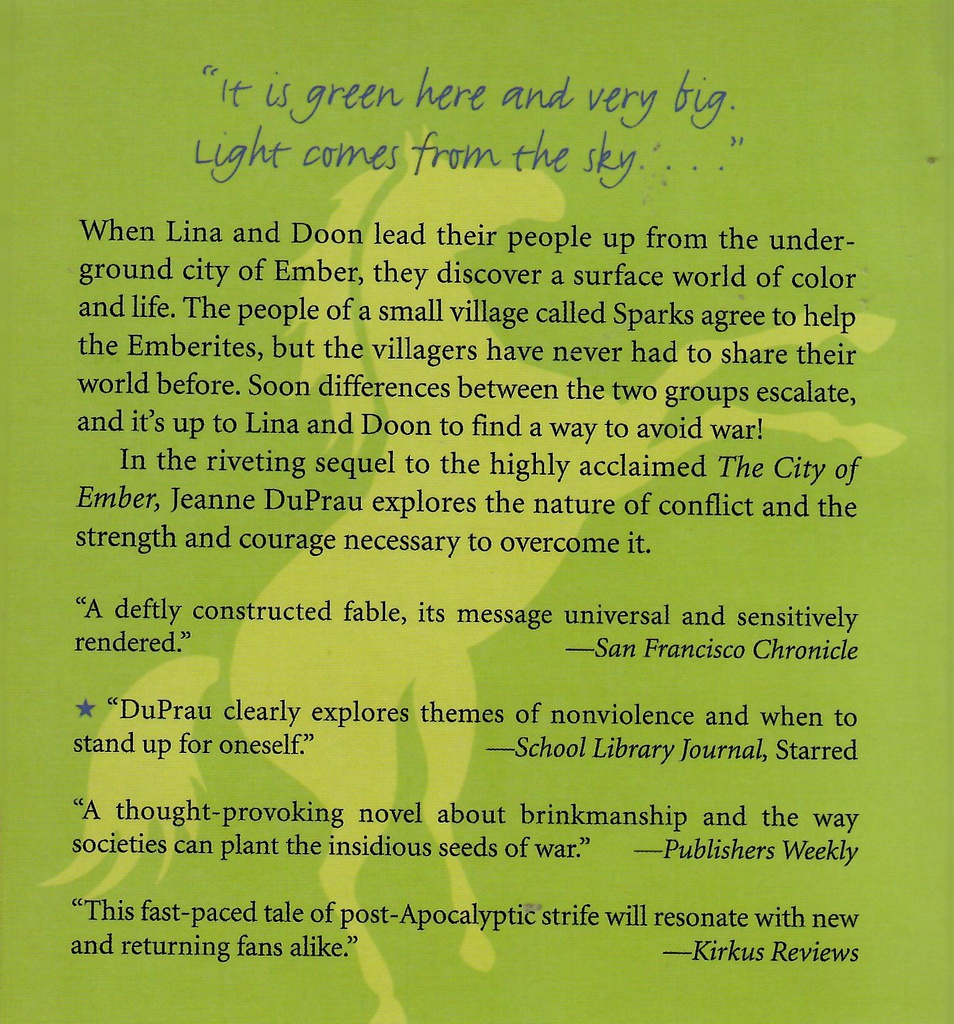 “It is green here and very big.
Light comes from the sky. . . .”
When Lina and Doon lead their people up from the under-
ground city of Ember, they discover a surface world of color
and life. The people of a small village called Sparks agree to help
the Emberites, but the villagers have never had to share their
world before. Soon differences between the two groups escalate,
and it’s up to Lina and Doon to find a way to avoid war!
In the riveting sequel to the highly acclaimed The City of
Ember, Jeanne DuPrau explores the nature of conflict and the
strength and courage necessary to overcome it.
“A deftly constructed fable, its message universal and sensitively
rendered.” —San Francisco Chronicle
★ “DuPrau clearly explores themes of nonviolence and when to
stand up for oneself.” —School Library Journal, Starred
“A thought-provoking novel about brinkmanship and the way
societies can plant the insidious seeds of war.” —Publishers Weekly
“This fast-paced tale of post-Apocalyptic strife will resonate with new
and returning fans alike.” —Kirkus Reviews